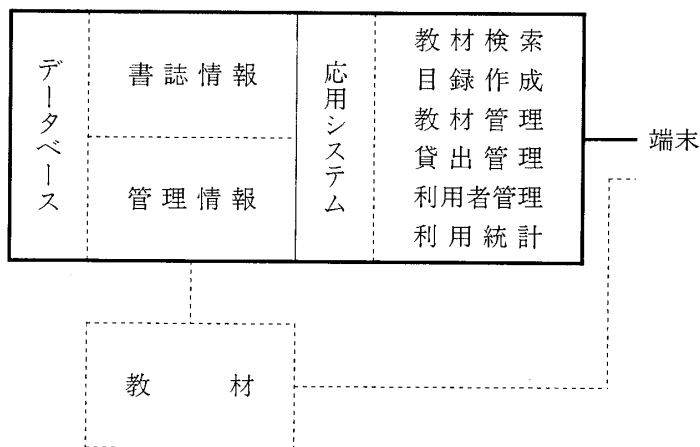 データベース
書誌情報
管理情報
応用システム
教材検索
目録作成
教材管理
貸出管理
利用者管理
利用統計
端末
教材